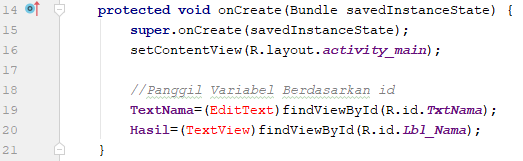 14 protected void onCreate(Bundle savedInstanceState) {
15 super.onCreate(savedInstanceState);
16 setContentView(R.layout.activity_main);
17
18 //Panggil Variabel Berdasarkan id
19 TextNama=(EditText)findViewById(R.id.TxtNama);
20 Hasil=(TextView)findViewById(R.id.Lbl_Nama);
21 }